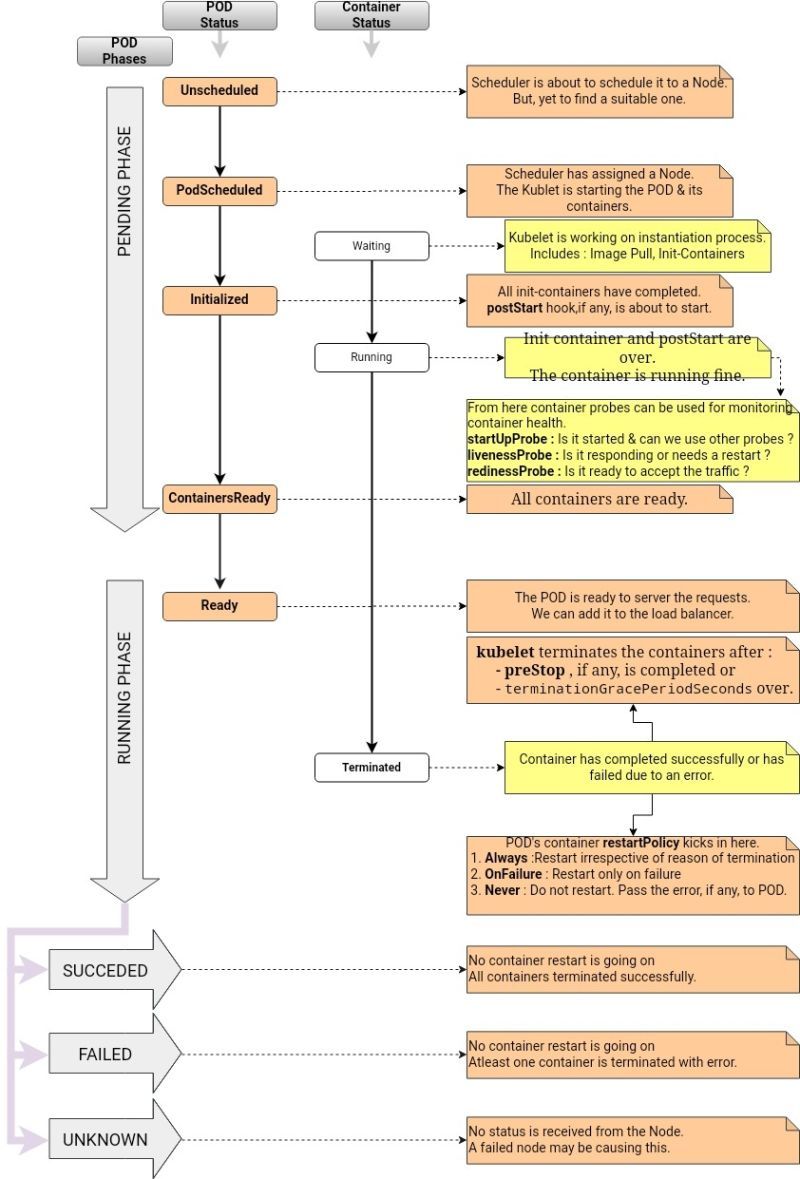 POD
Status
Container
Status
POD
Phases
Unscheduled
Scheduler is about to schedule it to a Node.
But, yet to find a suitable one.
PENDING PHASE
PodScheduled
Scheduler has assigned a Node.
The Kublet is starting the POD & its
containers.
Waiting
Kubelet is working on instantiation process.
Includes : Image Pull, Init-Containers
Initialized
All init-containers have completed.
postStart hook,if any, is about to start.
Running
Init container and postStart are
over.
The container is running fine.
From here container probes can be used for monitoring
container health.
startUpProbe : Is it started & can we use other probes ?
livenessProbe : Is it responding or needs a restart ?
redinessProbe : Is it ready to accept the traffic ?
ContainersReady
All containers are ready.
Ready
The POD is ready to server the requests.
We can add it to the load balancer.
RUNNING PHASE
kubelet terminates the containers after :
- preStop , if any, is completed or
- terminationGracePeriodSeconds over.
Terminated
Container has completed successfully or has
failed due to an error.
POD's container restartPolicy kicks in here.
1. Always :Restart irrespective of reason of termination
2. OnFailure : Restart only on failure
3. Never : Do not restart. Pass the error, if any, to POD.
SUCCEDED
No container restart is going on
All containers terminated successfully.
FAILED
No container restart is going on
Atleast one container is terminated with error.
UNKNOWN
No status is received from the Node.
A failed node may be causing this.